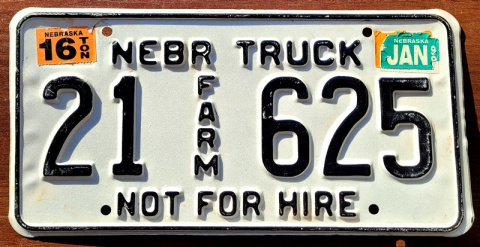 NEBRASKA
16 TON
NEBR TRUCK
NEBRASKA
JAN
21 FARM 625
NOT FOR HIRE